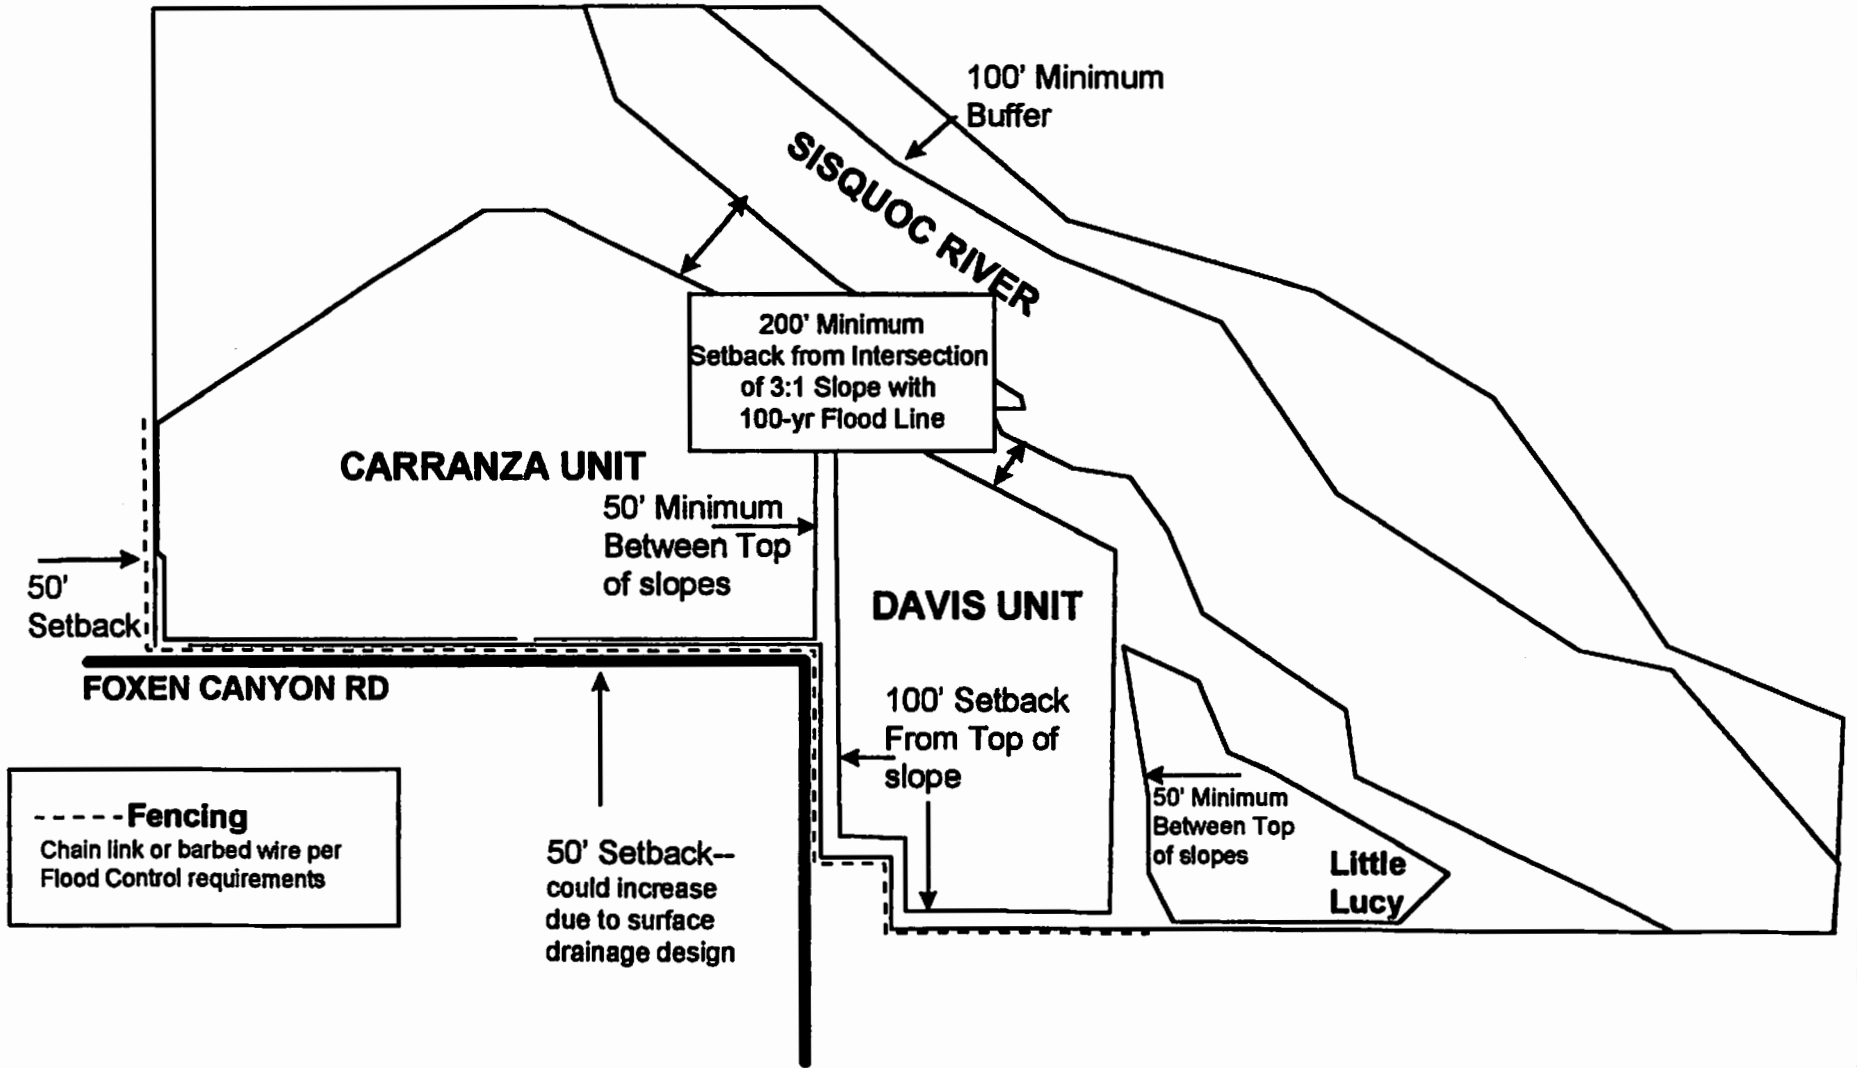 100' Minimum
Buffer
SISQUOC RIVER
200' Minimum
Setback from Intersection
of 3:1 Slope with
100-yr Flood Line
CARRANZA UNIT
50' Minimum
Between Top
of slopes
50'
Setback
DAVIS UNIT
FOXEN CANYON RD
100' Setback
From Top of
slope
50' Minimum
Between Top
of slopes
Little
Lucy
-----Fencing
Chain link or barbed wire per
Flood Control requirements
50' Setback--
could increase
due to surface
drainage design